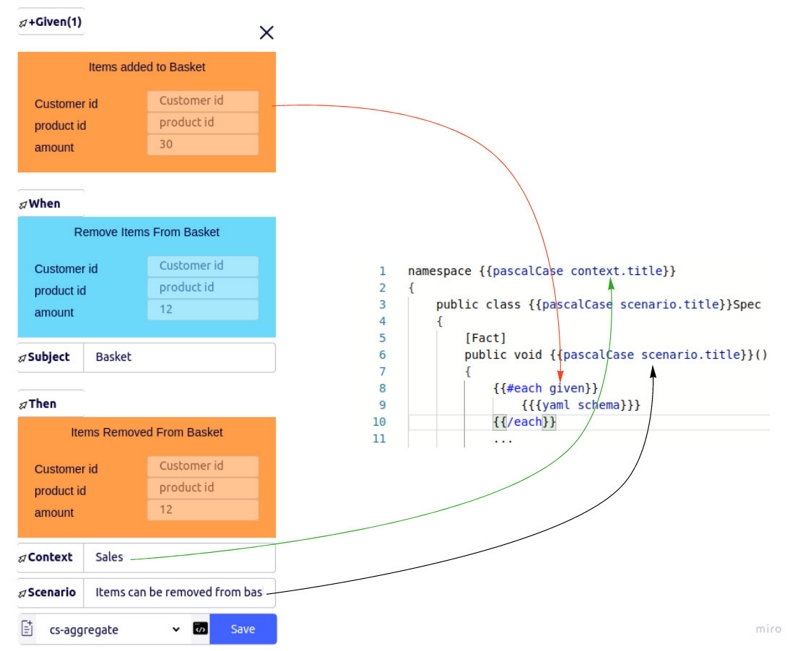 +Given(1)
Items added to Basket
Customer id Customer id
product id product id
amount 30
When
Remove Items From Basket
Customer id Customer id
product id product id
amount 12
Subject Basket
Then
Items Removed From Basket
Customer id Customer id
product id product id
amount 12
Context Sales
Scenario Items can be removed from bas
cs-aggregate Save
1 namespace {{pascalCase context.title}}
2 {
3 public class {{pascalCase scenario.title}}Spec
4 {
5 [Fact]
6 public void {{pascalCase scenario.title}}()
7 {
8 {{#each given}}
9 {{{yaml schema}}}
10 {{/each}}
11 ...
miro